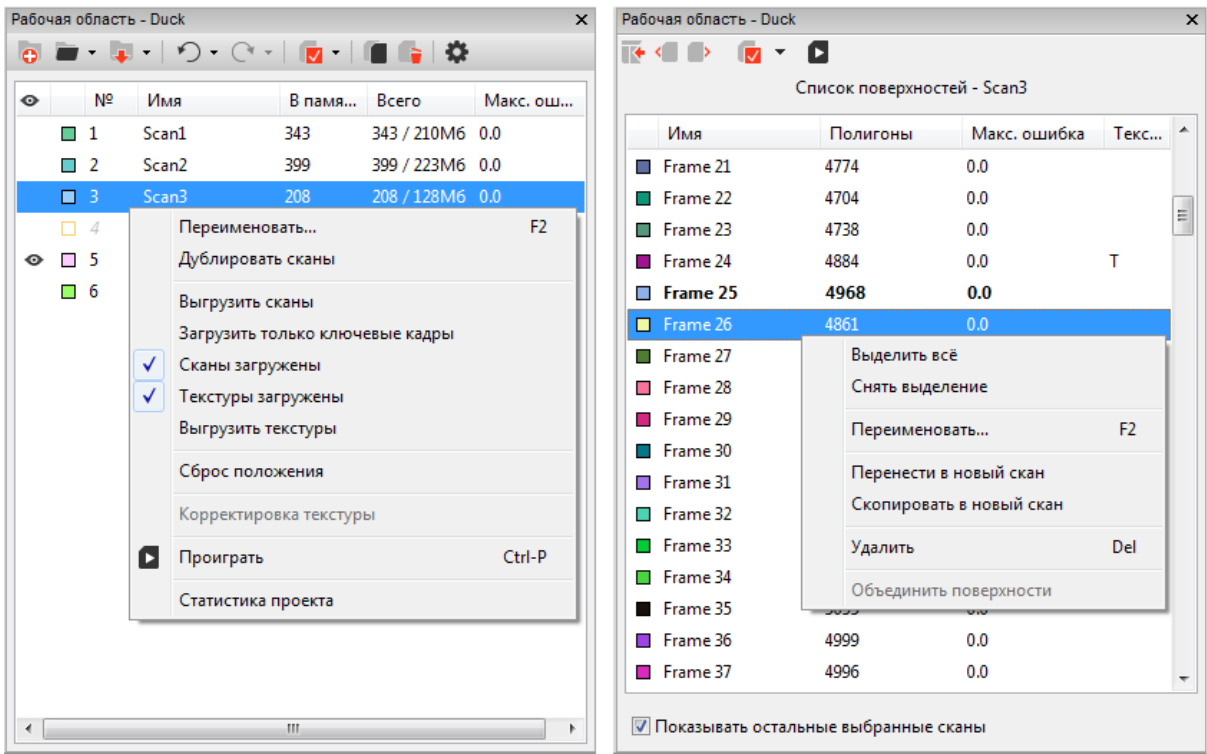 Рабочая область - Duck
№ Имя В памя... Всего Макс. ош...
1 Scan1 343 343 / 210Мб 0.0
2 Scan2 399 399 / 223Мб 0.0
3 Scan3 208 208 / 128Мб 0.0
4
5
6
Переименовать... F2
Дублировать сканы
Выгрузить сканы
Загрузить только ключевые кадры
Сканы загружены
Текстуры загружены
Выгрузить текстуры
Сброс положения
Корректировка текстуры
Проиграть Ctrl-P
Статистика проекта
Рабочая область - Duck
Список поверхностей - Scan3
Имя Полигоны Макс. ошибка Текс...
Frame 21 4774 0.0
Frame 22 4704 0.0
Frame 23 4738 0.0
Frame 24 4884 0.0 T
Frame 25 4968 0.0
Frame 26 4861 0.0
Frame 27
Frame 28
Frame 29
Frame 30
Frame 31
Frame 32
Frame 33
Frame 34
Frame 35
Frame 36 4999 0.0
Frame 37 4996 0.0
Выделить всё
Снять выделение
Переименовать... F2
Перенести в новый скан
Скопировать в новый скан
Удалить Del
Объединить поверхности
Показывать остальные выбранные сканы